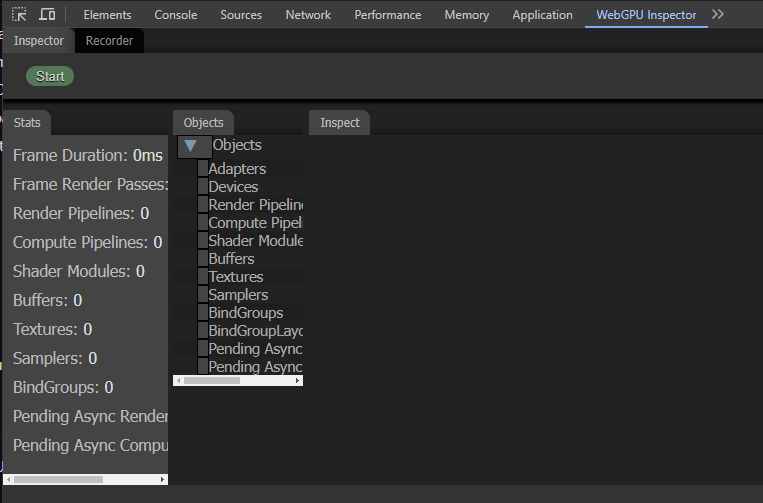 Elements Console Sources Network Performance Memory Application WebGPU Inspector
Inspector Recorder
Start
Stats
Frame Duration: 0ms
Frame Render Passes:
Render Pipelines: 0
Compute Pipelines: 0
Shader Modules: 0
Buffers: 0
Textures: 0
Samplers: 0
BindGroups: 0
Pending Async Render
Pending Async Compu
Objects
Objects
Adapters
Devices
Render Pipeline
Compute Pipeli
Shader Module
Buffers
Textures
Samplers
BindGroups
BindGroupLayo
Pending Async
Pending Async
Inspect